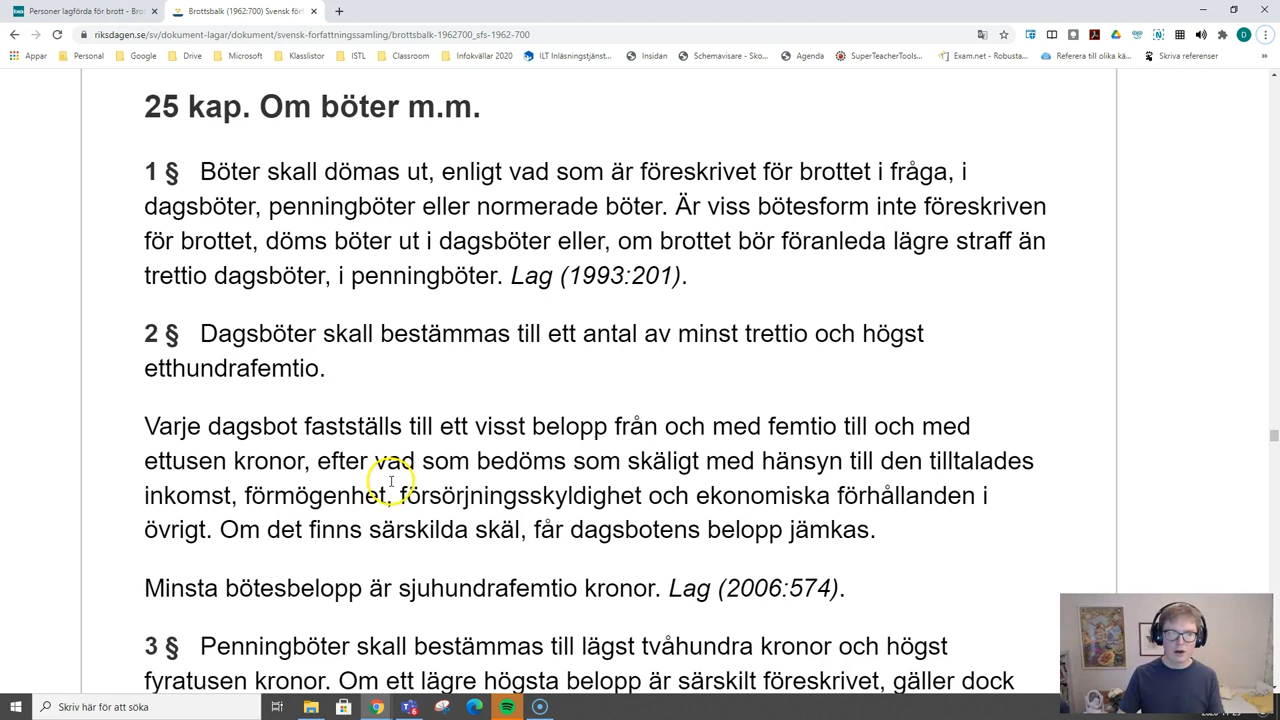 Personer lagförda för brott - Bro
Brottsbalk (1962:700) Svensk för
riksdagen.se/sv/dokument-lagar/dokument/svensk-forfattningssamling/brottsbalk-1962700_sfs-1962-700
D
Appar Personal Google Drive Microsoft Klasslistor ISTL Classroom Infokvällar 2020 ILT Inläsningstjänst... Insidan Schemavisare - Sko... Agenda SuperTeacherTools... Exam.net - Robusta... Referera till olika kä... Skriva referenser
25 kap. Om böter m.m.
1 § Böter skall dömas ut, enligt vad som är föreskrivet för brottet i fråga, i
dagsböter, penningböter eller normerade böter. Är viss bötesform inte föreskriven
för brottet, döms böter ut i dagsböter eller, om brottet bör föranleda lägre straff än
trettio dagsböter, i penningböter. Lag (1993:201).
2 § Dagsböter skall bestämmas till ett antal av minst trettio och högst
etthundrafemtio.
Varje dagsbot fastställs till ett visst belopp från och med femtio till och med
ettusen kronor, efter vad som bedöms som skäligt med hänsyn till den tilltalades
inkomst, förmögenhet, försörjningsskyldighet och ekonomiska förhållanden i
övrigt. Om det finns särskilda skäl, får dagsbotens belopp jämkas.
Minsta bötesbelopp är sjuhundrafemtio kronor. Lag (2006:574).
3 § Penningböter skall bestämmas till lägst tvåhundra kronor och högst
fyratusen kronor. Om ett lägre högsta belopp är särskilt föreskrivet, gäller dock
Skriv här för att söka